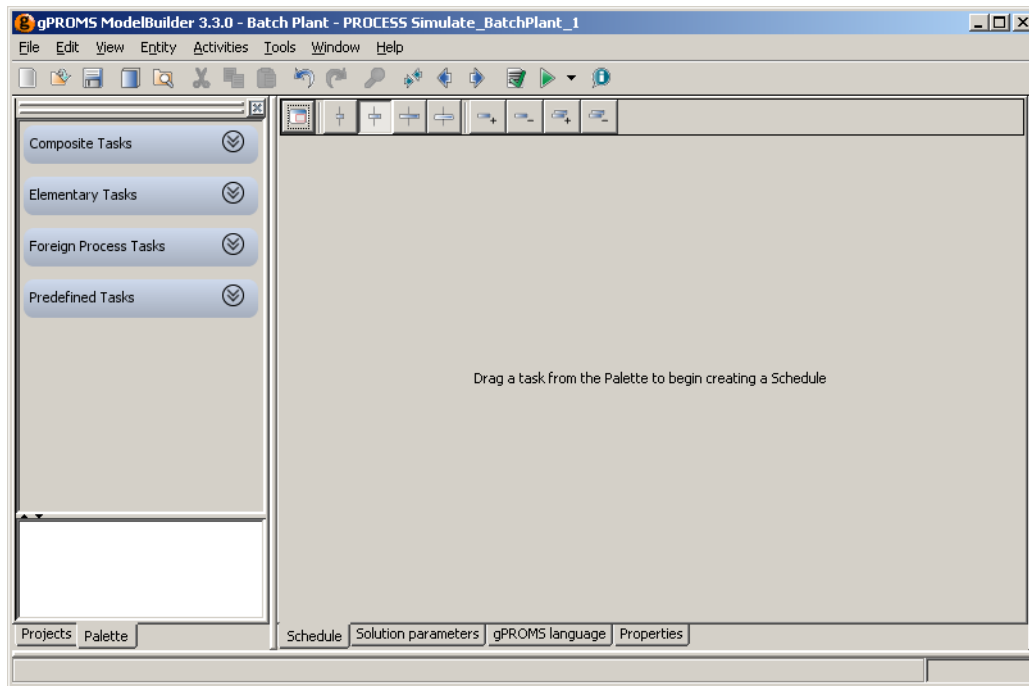 gPROMS ModelBuilder 3.3.0 - Batch Plant - PROCESS Simulate_BatchPlant_1
File Edit View Entity Activities Tools Window Help
Composite Tasks
Elementary Tasks
Foreign Process Tasks
Predefined Tasks
Drag a task from the Palette to begin creating a Schedule
Projects Palette
Schedule Solution parameters gPROMS language Properties